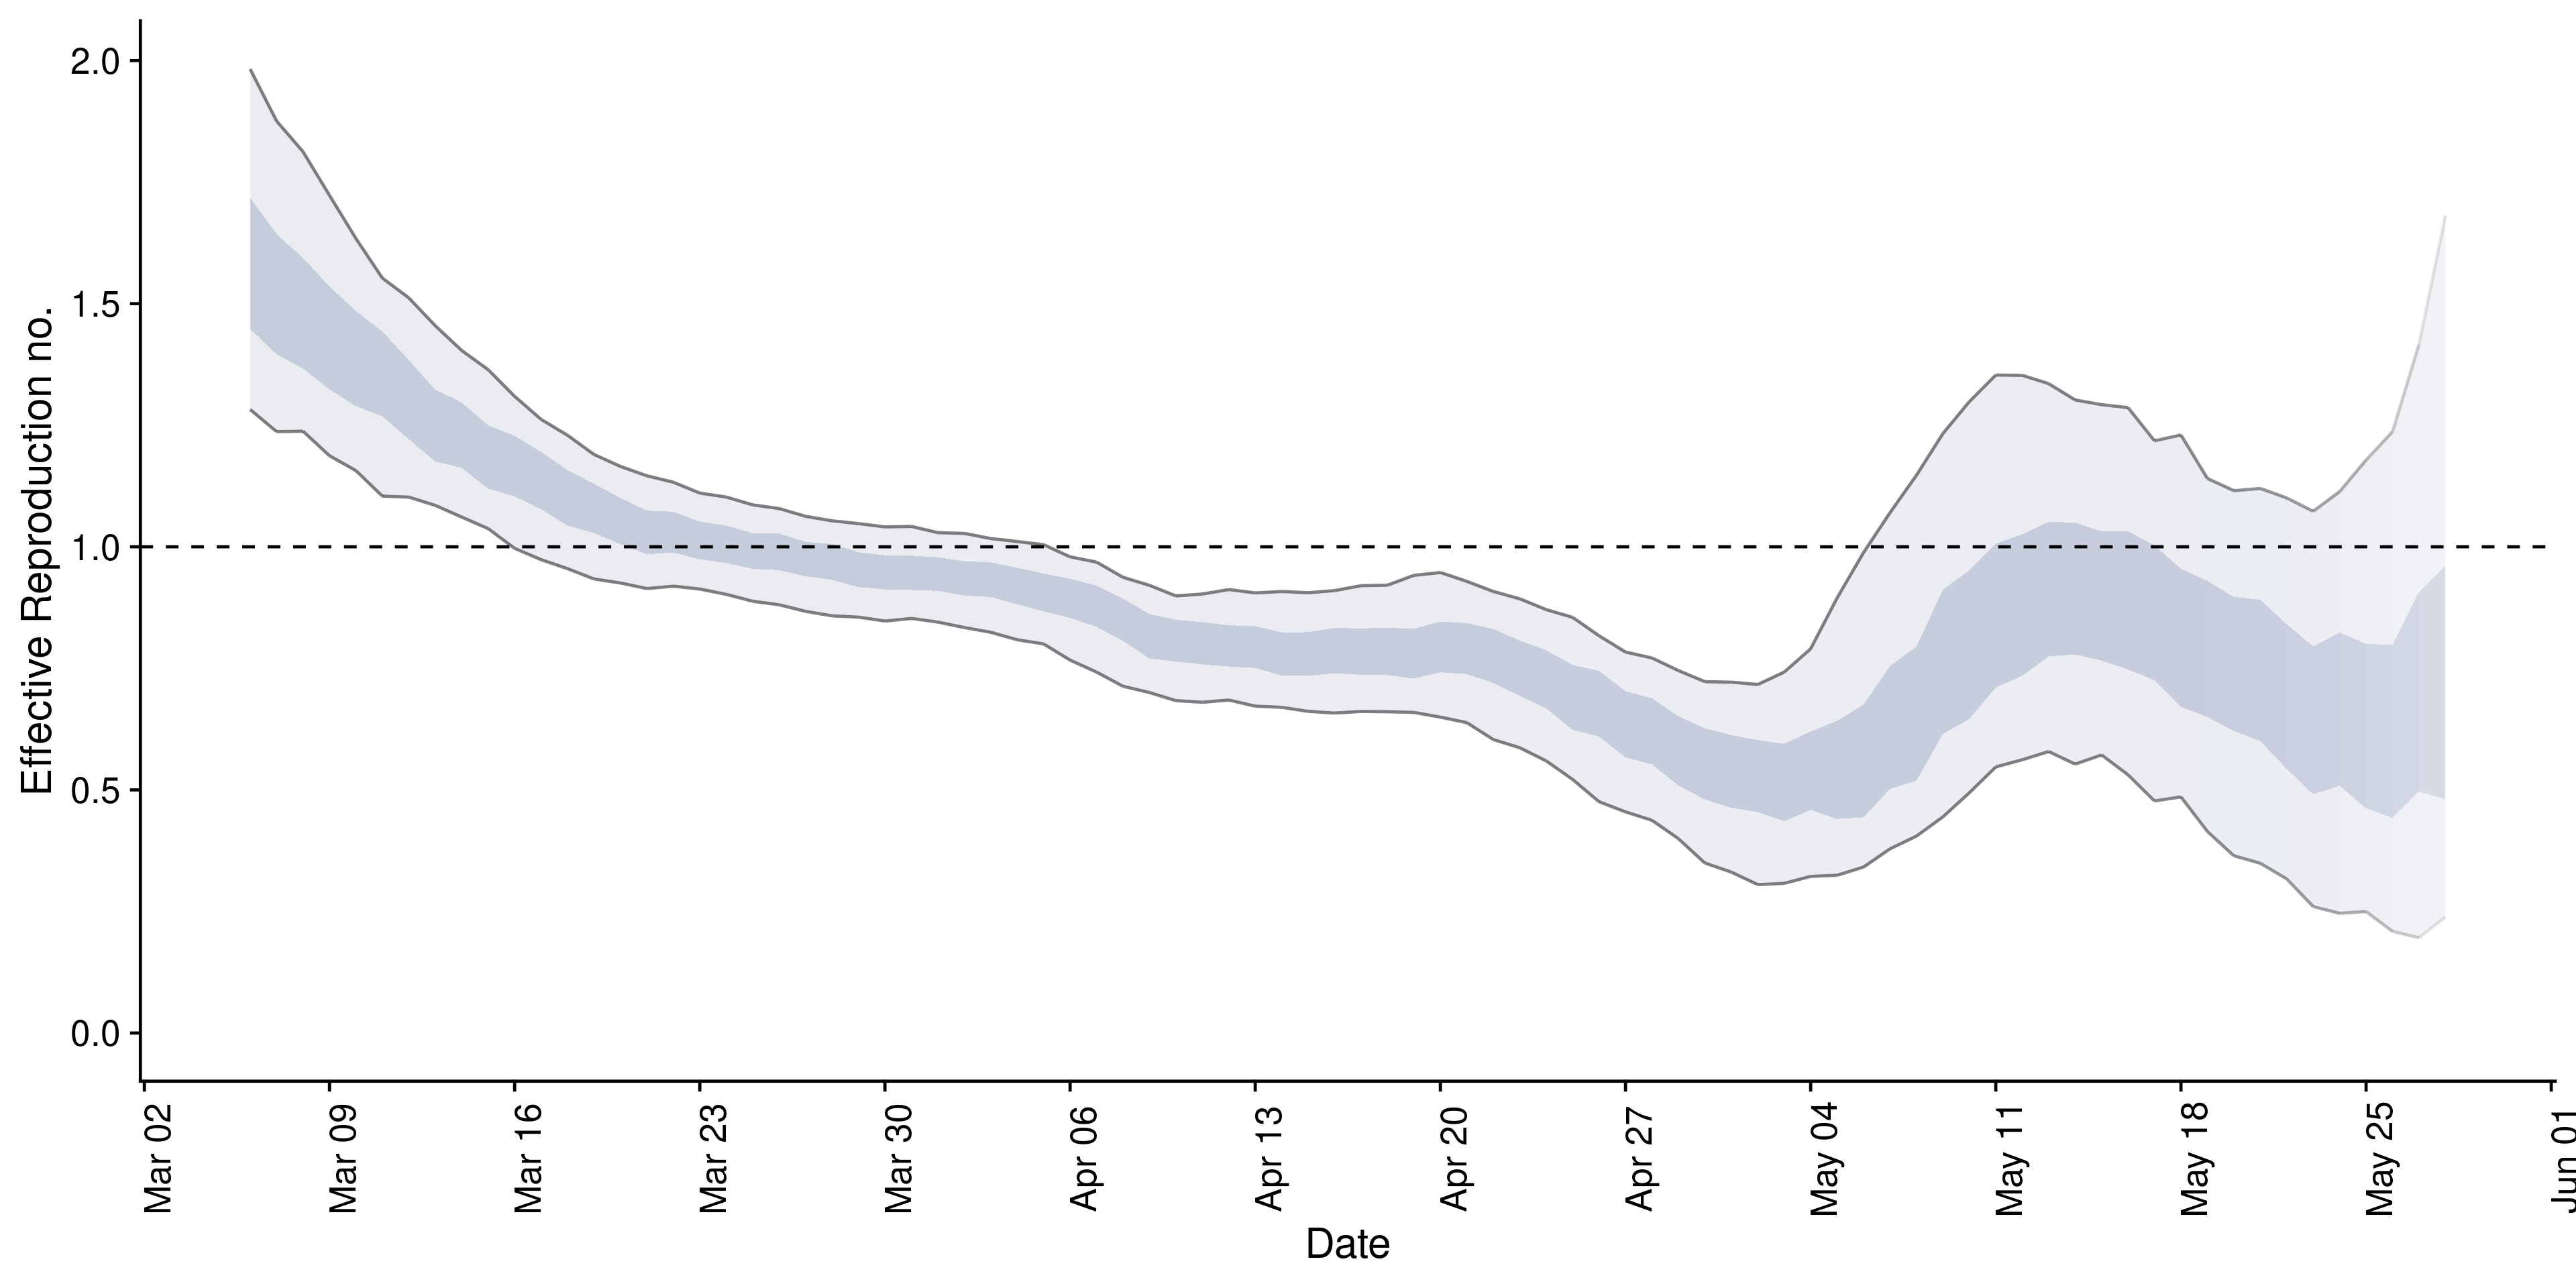 Effective Reproduction no.
2.0
1.5
1.0
0.5
0.0
Mar 02
Mar 09
Mar 16
Mar 23
Mar 30
Apr 06
Apr 13
Apr 20
Apr 27
May 04
May 11
May 18
May 25
Jun 01
Date